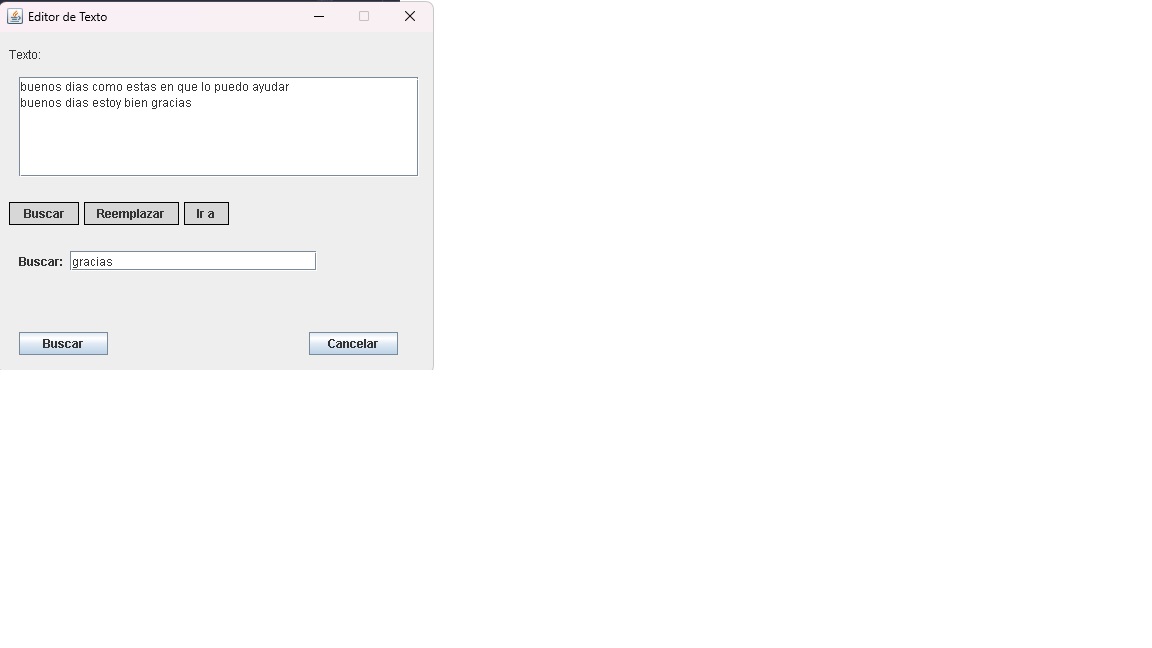 Editor de Texto
Texto:
buenos dias como estas en que lo puedo ayudar
buenos dias estoy bien gracias
Buscar Reemplazar Ir a
Buscar: gracias
Buscar Cancelar